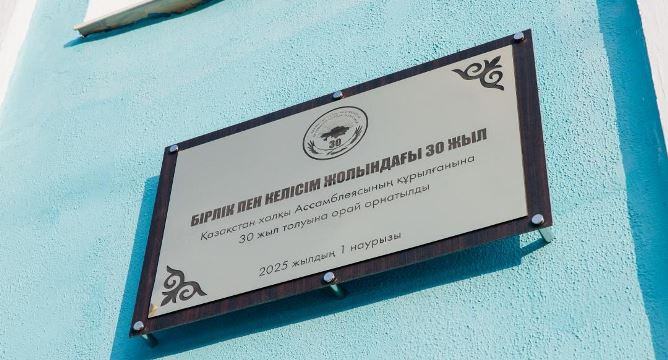 30
БІРЛІК ПЕН КЕЛІСІМ ЖОЛЫНДАҒЫ 30 ЖЫЛ
Қазақстан халқы Ассамблеясының құрылғанына
30 жыл толуына орай орнатылды
2025 жылдың 1 наурызы